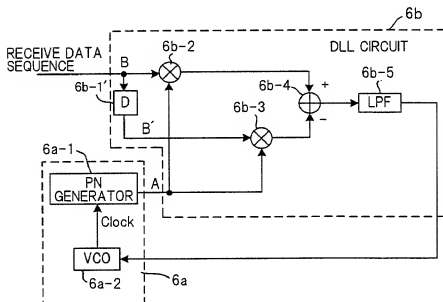 6b
RECEIVE DATA
SEQUENCE
B
6b-2
DLL CIRCUIT
6b-1′
D
6b-4
+
6b-5
LPF
6b-3
−
B′
6a-1
PN
GENERATOR
A
Clock
VCO
6a-2
6a